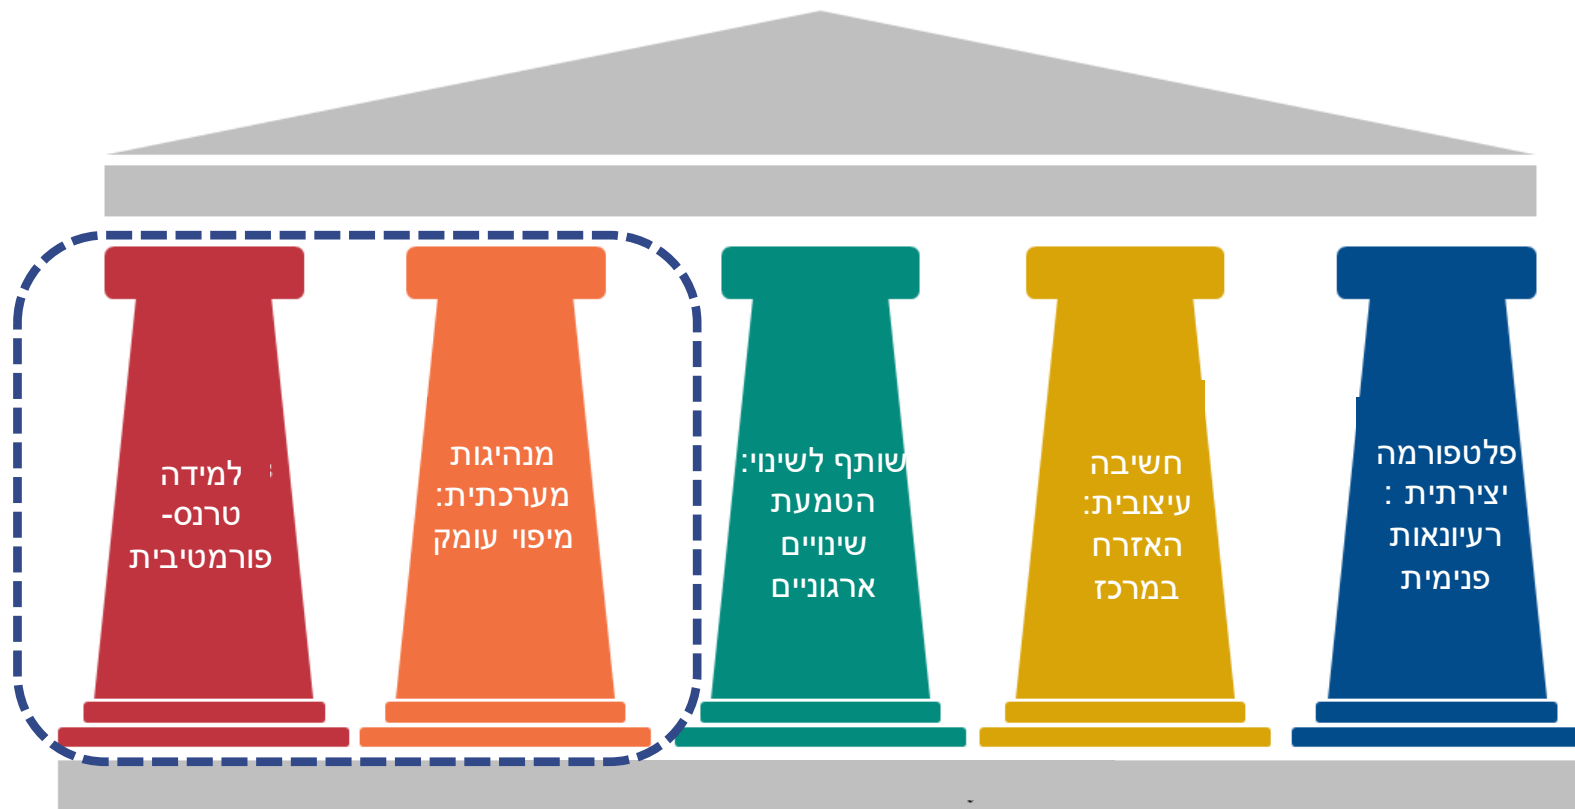 פלטפורמה
יצירתית :
רעיונאות
פנימית
חשיבה
עיצובית:
האזרח
במרכז
שותף לשינוי:
הטמעת
שינויים
ארגוניים
מנהיגות
מערכתית:
מיפוי עומק
למידה
טרנס-
פורמטיבית